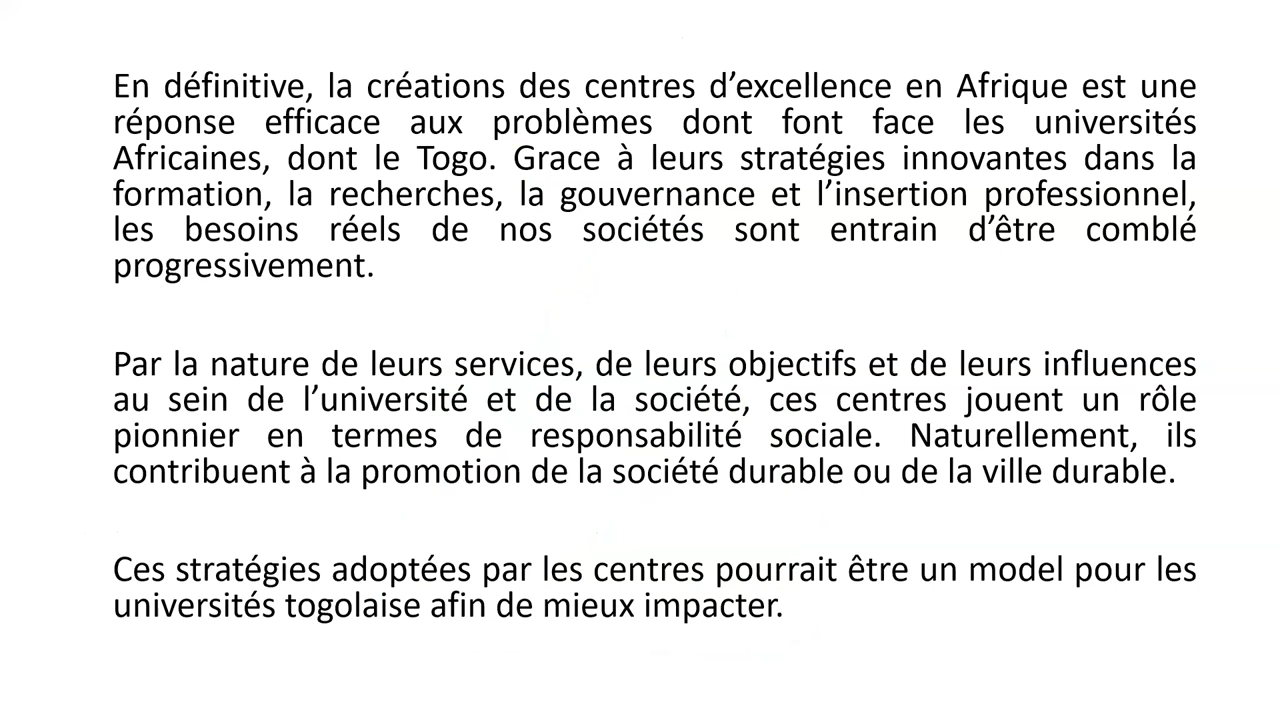 En définitive, la créations des centres d’excellence en Afrique est une
réponse efficace aux problèmes dont font face les universités
Africaines, dont le Togo. Grace à leurs stratégies innovantes dans la
formation, la recherches, la gouvernance et l’insertion professionnel,
les besoins réels de nos sociétés sont entrain d’être comblé
progressivement.
Par la nature de leurs services, de leurs objectifs et de leurs influences
au sein de l’université et de la société, ces centres jouent un rôle
pionnier en termes de responsabilité sociale. Naturellement, ils
contribuent à la promotion de la société durable ou de la ville durable.
Ces stratégies adoptées par les centres pourrait être un model pour les
universités togolaise afin de mieux impacter.